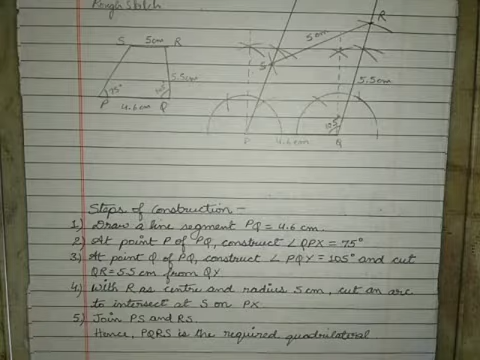 Rough Sketch
S 5cm R
R
5cm
S
5.5cm
5.5cm
75°
P 4.6cm Q
105°
P 4.6cm Q
Steps of Construction -
1) Draw a line segment PQ = 4.6 cm.
2) At point P of PQ, construct ∠QPX = 75°
3) At point Q of PQ, construct ∠PQY = 105° and cut
QR = 5.5 cm from QY
4) With R as centre and radius 5 cm, cut an arc
to intersect at S on PX.
5) Join PS and RS.
Hence, PQRS is the required quadrilateral